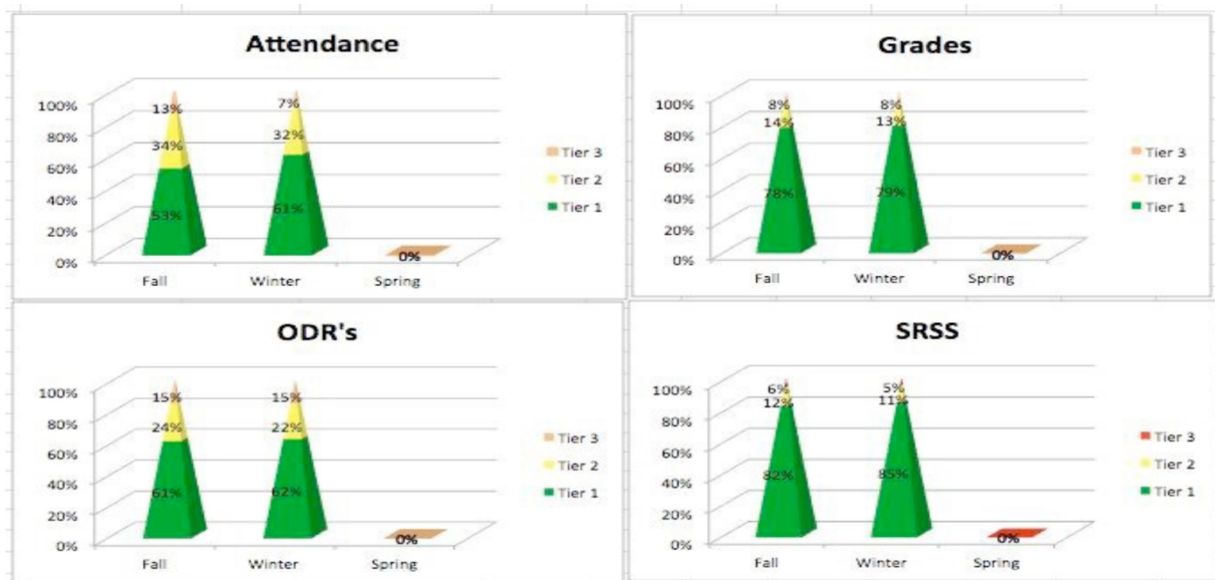 Attendance
100%
80%
60%
40%
20%
0%
13%
34%
53%
7%
32%
61%
0%
Fall
Winter
Spring
Tier 3
Tier 2
Tier 1
Grades
100%
80%
60%
40%
20%
0%
8%
14%
78%
8%
13%
79%
0%
Fall
Winter
Spring
Tier 3
Tier 2
Tier 1
ODR's
100%
80%
60%
40%
20%
0%
15%
24%
61%
15%
22%
62%
0%
Fall
Winter
Spring
Tier 3
Tier 2
Tier 1
SRSS
100%
80%
60%
40%
20%
0%
6%
12%
82%
5%
11%
85%
0%
Fall
Winter
Spring
Tier 3
Tier 2
Tier 1